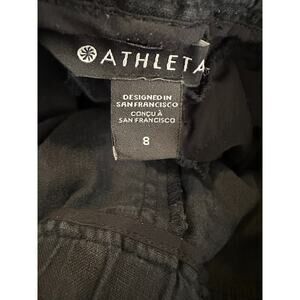 ATHLETA
DESIGNED IN
SAN FRANCISCO
CONÇU À
SAN FRANCISCO
8